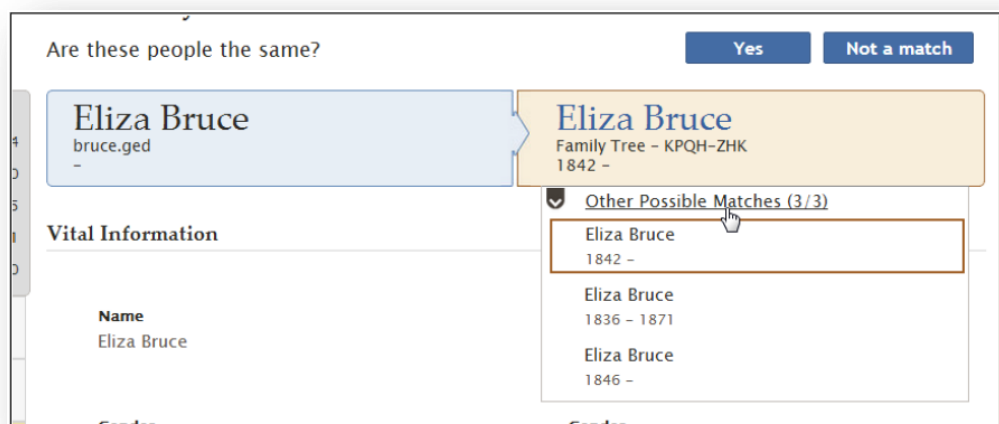 Are these people the same?
Yes
Not a match
Eliza Bruce
bruce.ged
–
Eliza Bruce
Family Tree – KPQH-ZHK
1842 –
Other Possible Matches (3/3)
Eliza Bruce
1842 –
Eliza Bruce
1836 – 1871
Eliza Bruce
1846 –
Vital Information
Name
Eliza Bruce